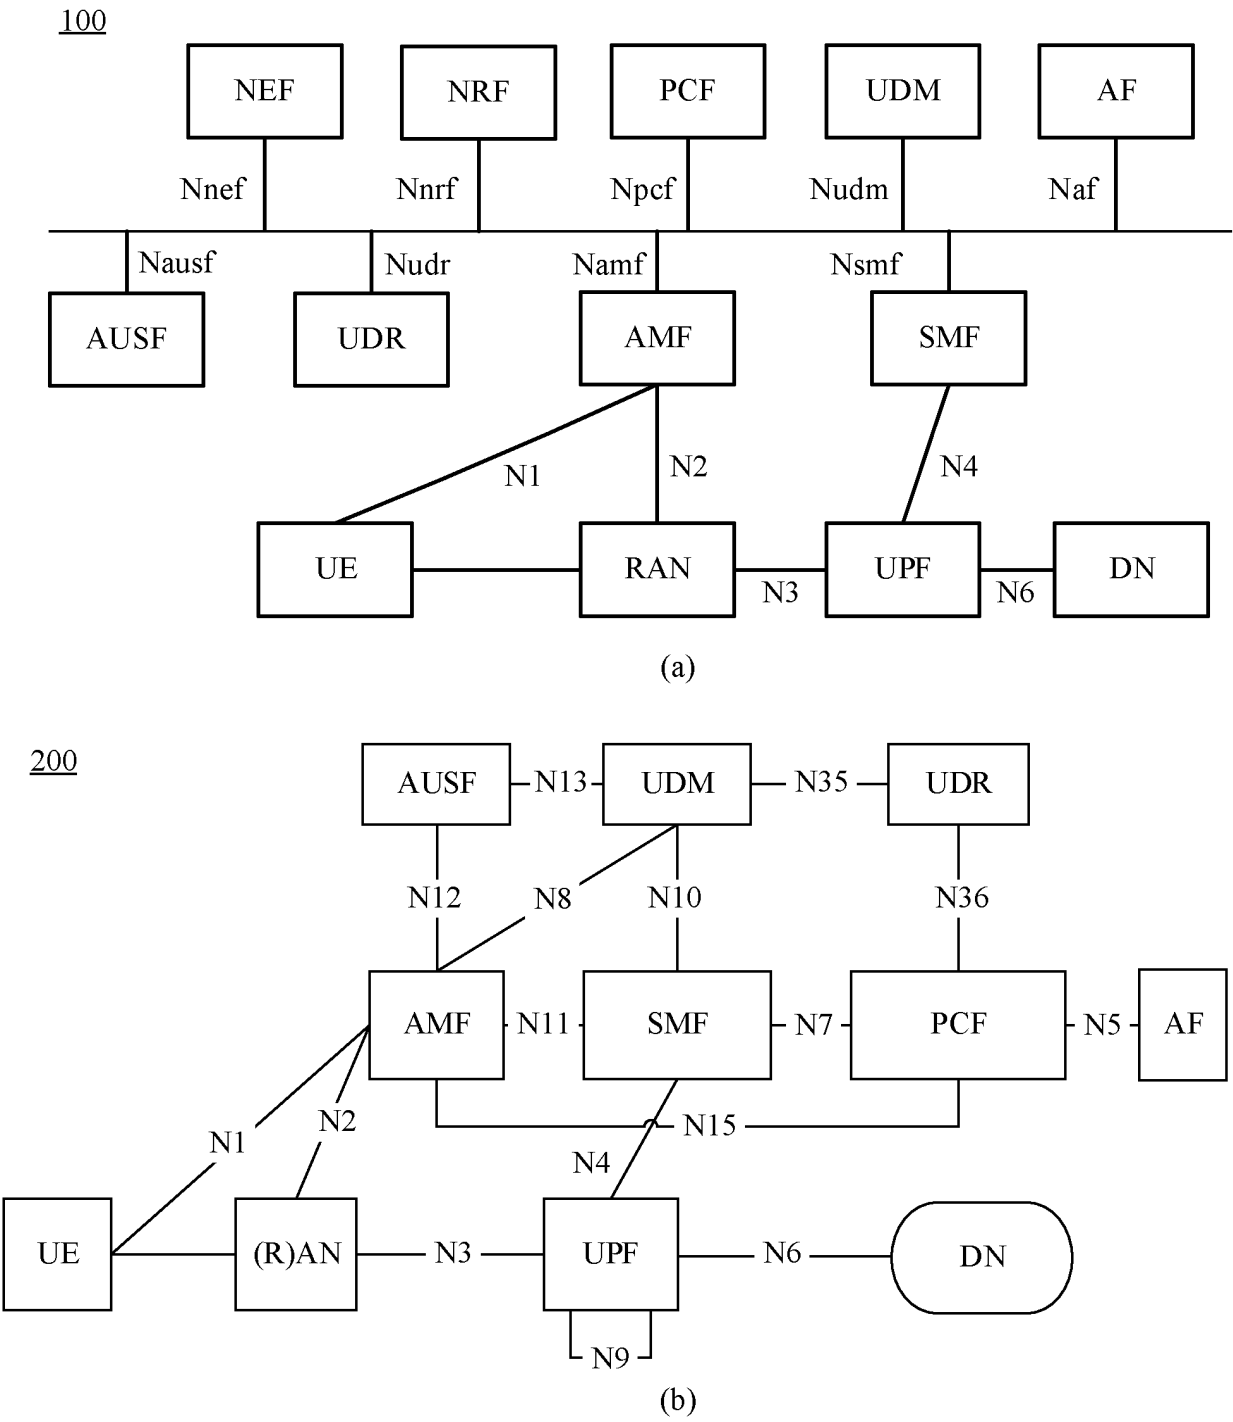 100
NEF NRF PCF UDM AF
Nnef Nnrf Npcf Nudm Naf
Nausf Nudr Namf Nsmf
AUSF UDR AMF SMF
N1 N2 N4
UE RAN UPF DN
N3 N6
(a)
200
AUSF N13 UDM N35 UDR
N12 N8 N10 N36
AMF N11 SMF N7 PCF N5 AF
N1 N2 N15
N4
UE (R)AN N3 UPF N6 DN
N9
(b)